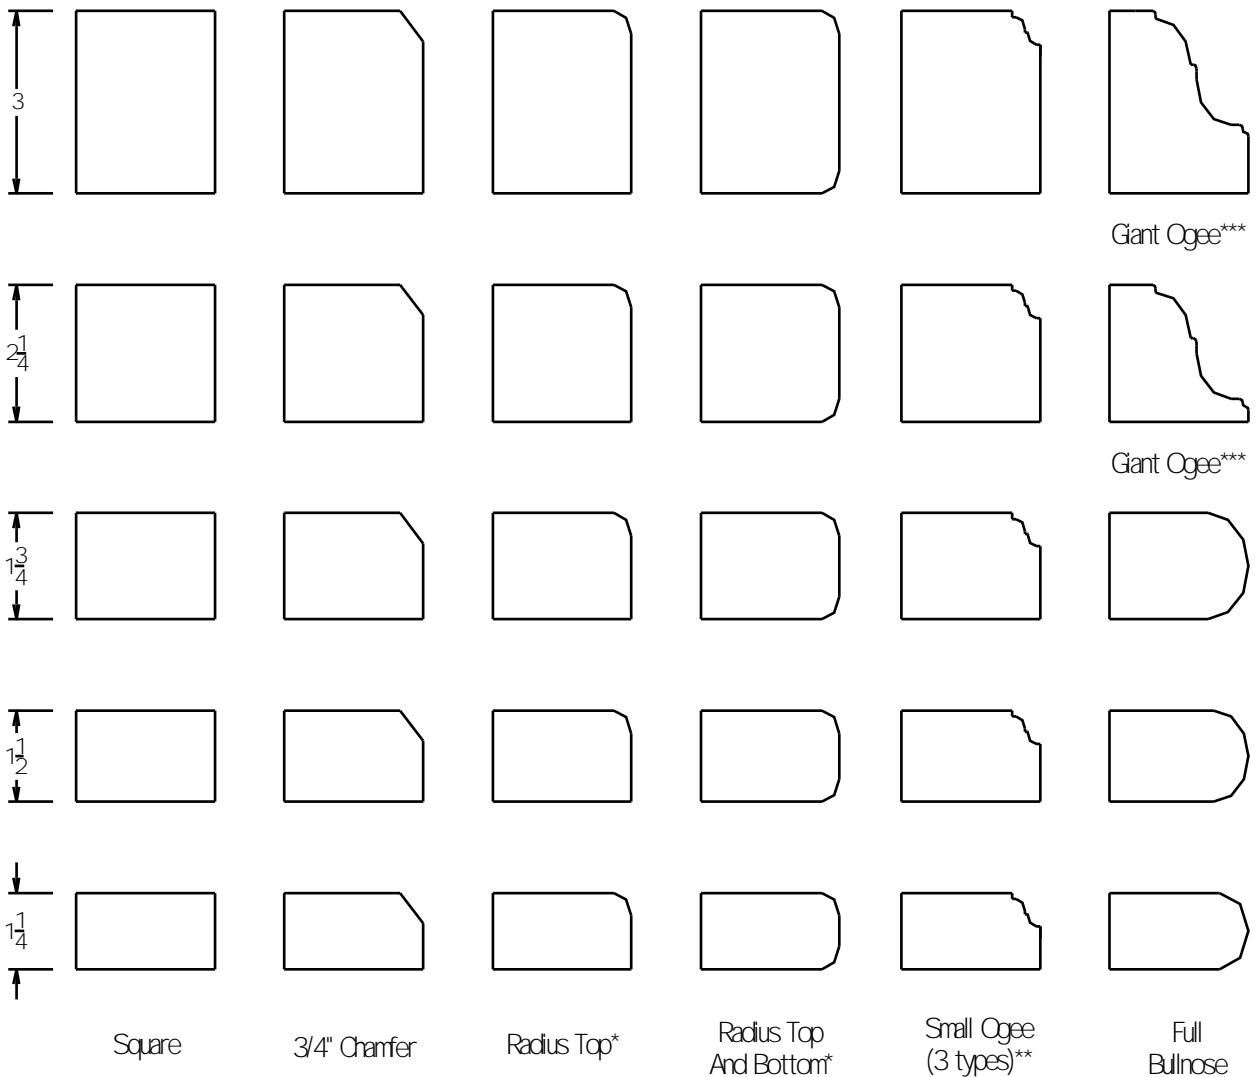 3
Giant Ogee***
2 1/4
Giant Ogee***
1 3/4
1 1/2
1 1/4
Square
3/4" Chamfer
Radius Top*
Radius Top
And Bottom*
Small Ogee
(3 types)**
Full
Bullnose